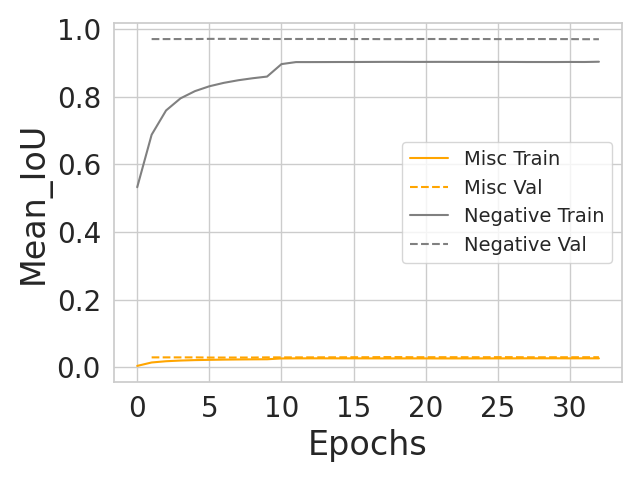 1.0
0.8
0.6
0.4
0.2
0.0
Mean_IoU
Misc Train
Misc Val
Negative Train
Negative Val
0 5 10 15 20 25 30
Epochs